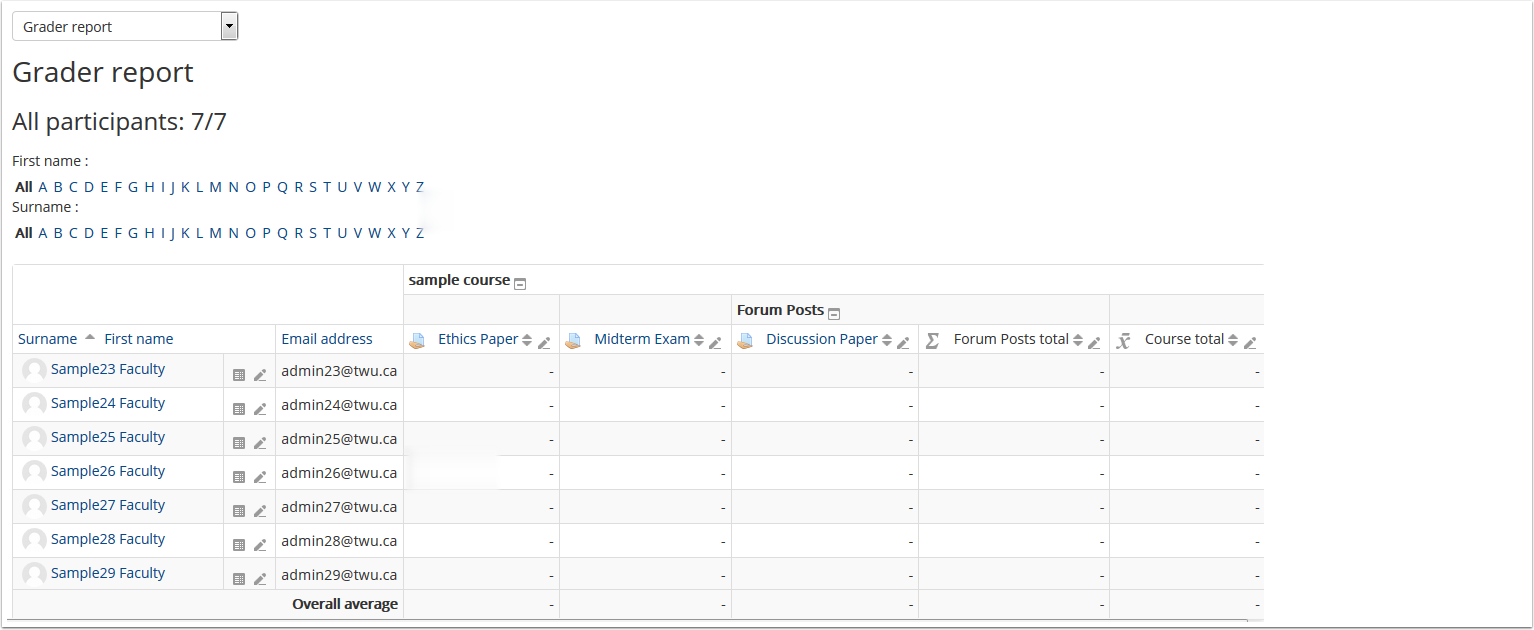 Grader report
Grader report
All participants: 7/7
First name :
All A B C D E F G H I J K L M N O P Q R S T U V W X Y Z
Surname :
All A B C D E F G H I J K L M N O P Q R S T U V W X Y Z
sample course
Forum Posts
Surname First name Email address Ethics Paper Midterm Exam Discussion Paper Σ Forum Posts total x̄ Course total
Sample23 Faculty admin23@twu.ca - - - - -
Sample24 Faculty admin24@twu.ca - - - - -
Sample25 Faculty admin25@twu.ca - - - - -
Sample26 Faculty admin26@twu.ca - - - - -
Sample27 Faculty admin27@twu.ca - - - - -
Sample28 Faculty admin28@twu.ca - - - - -
Sample29 Faculty admin29@twu.ca - - - - -
Overall average - - - - -